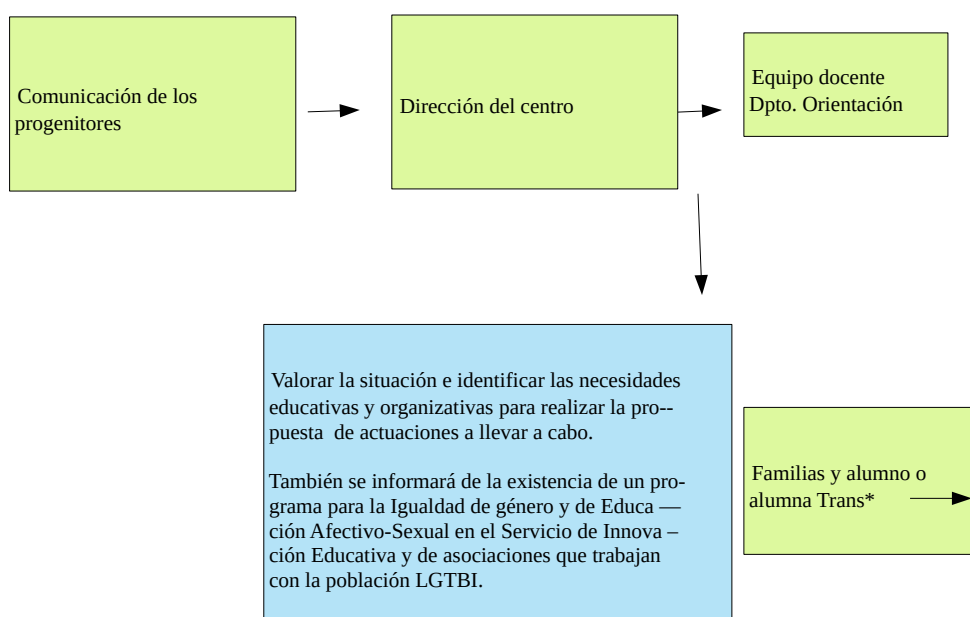 Comunicación de los
progenitores
Dirección del centro
Equipo docente
Dpto. Orientación
Valorar la situación e identificar las necesidades
educativas y organizativas para realizar la pro--
puesta de actuaciones a llevar a cabo.
También se informará de la existencia de un pro-
grama para la Igualdad de género y de Educa —
ción Afectivo-Sexual en el Servicio de Innova –
ción Educativa y de asociaciones que trabajan
con la población LGTBI.
Familias y alumno o
alumna Trans*